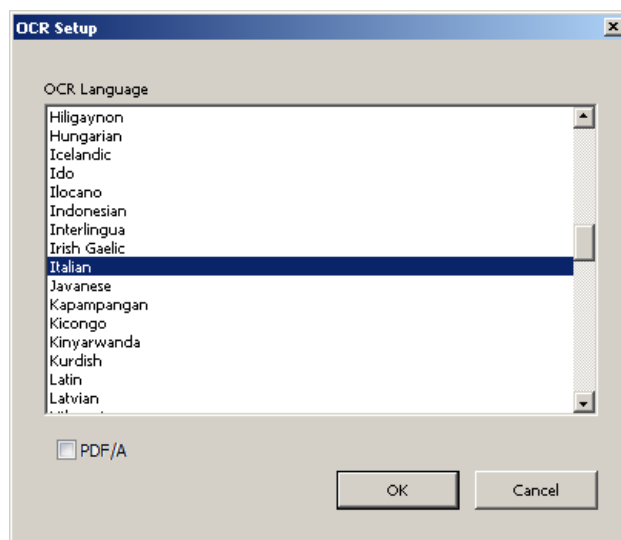 OCR Setup
OCR Language
Hiligaynon
Hungarian
Icelandic
Ido
Ilocano
Indonesian
Interlingua
Irish Gaelic
Italian
Javanese
Kapampangan
Kicongo
Kinyarwanda
Kurdish
Latin
Latvian
PDF/A
OK Cancel